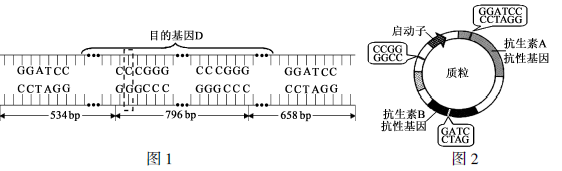 目的基因D
GGATCC CCCGGG CCCGGG GGATCC
CCTAGG GGGCCC GGGCCC CCTAGG
534 bp 796 bp 658 bp
图1
启动子
GGATCC
CCTAGG
抗生素A
抗性基因
CCGG
GGCC
质粒
抗生素B
抗性基因
GATC
CTAG
图2